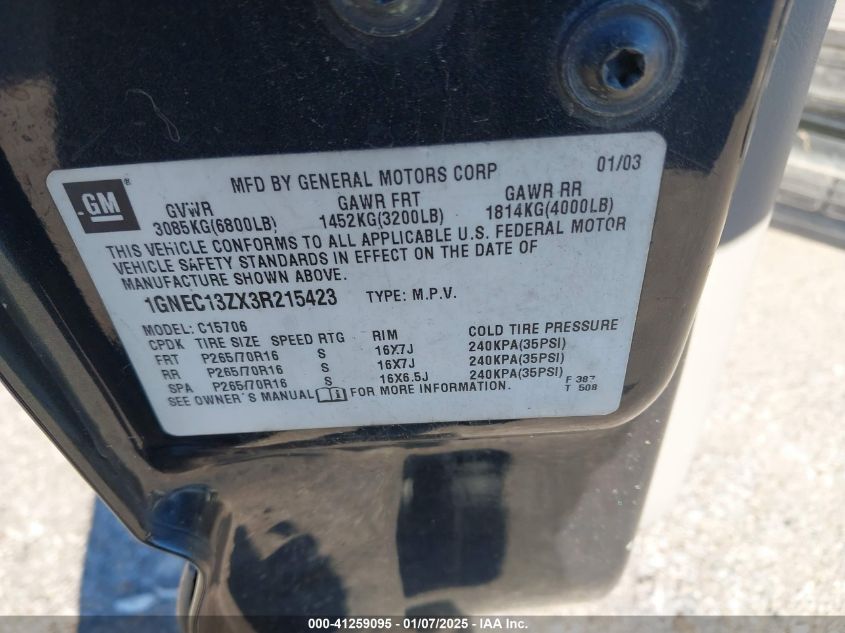 GM®
MFD BY GENERAL MOTORS CORP 01/03
GVWR GAWR FRT GAWR RR
3085KG(6800LB) 1452KG(3200LB) 1814KG(4000LB)
THIS VEHICLE CONFORMS TO ALL APPLICABLE U.S. FEDERAL MOTOR
VEHICLE SAFETY STANDARDS IN EFFECT ON THE DATE OF
MANUFACTURE SHOWN ABOVE.
1GNEC13ZX3R215423 TYPE: M.P.V.
MODEL: C15706
CPDK TIRE SIZE SPEED RTG RIM COLD TIRE PRESSURE
FRT P265/70R16 S 16X7J 240KPA(35PSI)
RR P265/70R16 S 16X7J 240KPA(35PSI)
SPA P265/70R16 S 16X6.5J 240KPA(35PSI)
SEE OWNER'S MANUAL FOR MORE INFORMATION.
F 387
T 508
000-41259095 - 01/07/2025 - IAA Inc.